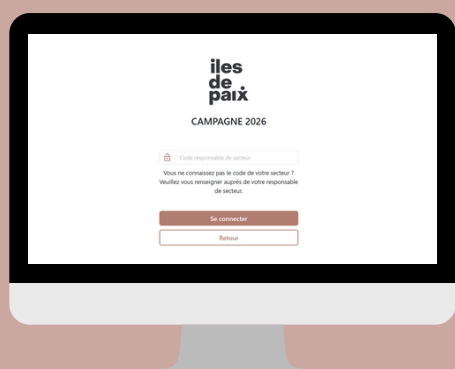 iles
de
paix
CAMPAGNE 2026
Code responsable de secteur
Vous ne connaissez pas le code de votre secteur ?
Veuillez vous renseigner auprès de votre responsable
de secteur.
Se connecter
Retour